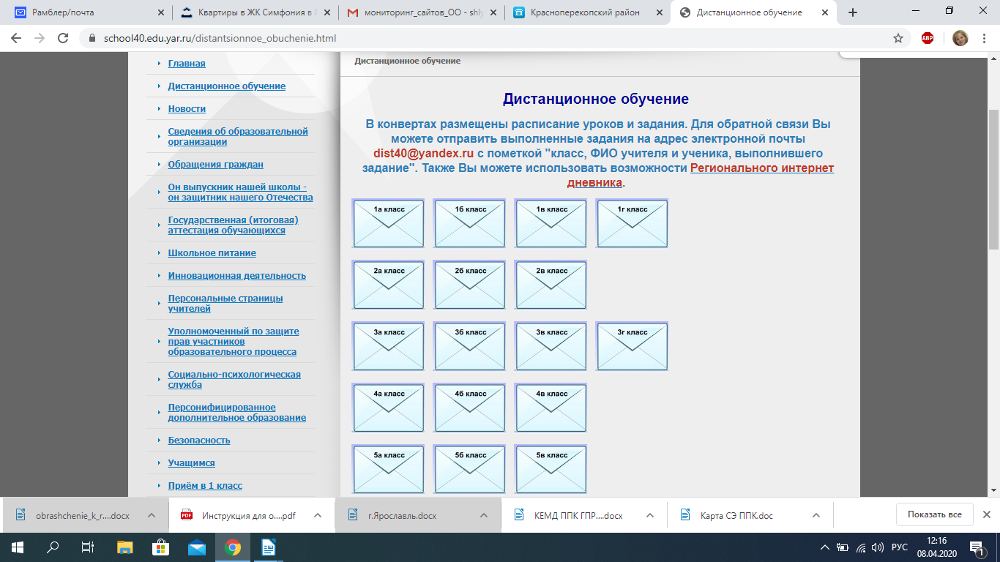 Рамблер/почта
Квартиры в ЖК Симфония в Я
мониторинг_сайтов_ОО - shly
Красноперекопский район
Дистанционное обучение
school40.edu.yar.ru/distantsionnoe_obuchenie.html
ABP
Главная
Дистанционное обучение
Новости
Сведения об образовательной
организации
Обращения граждан
Он выпускник нашей школы -
он защитник нашего Отечества
Государственная (итоговая)
аттестация обучающихся
Школьное питание
Инновационная деятельность
Персональные страницы
учителей
Уполномоченный по защите
прав участников
образовательного процесса
Социально-психологическая
служба
Персонифицированное
дополнительное образование
Безопасность
Учащимся
Приём в 1 класс
Дистанционное обучение
Дистанционное обучение
В конвертах размещены расписание уроков и задания. Для обратной связи Вы
можете отправить выполненные задания на адрес электронной почты
dist40@yandex.ru с пометкой "класс, ФИО учителя и ученика, выполнившего
задание". Также Вы можете использовать возможности Регионального интернет
дневника.
1а класс 1б класс 1в класс 1г класс
2а класс 2б класс 2в класс
3а класс 3б класс 3в класс 3г класс
4а класс 4б класс 4в класс
5а класс 5б класс 5в класс
obrashchenie_k_r....docx
PDF Инструкция для о....pdf
г.Ярославль.docx
КЕМД ППК ГПР....docx
Карта СЭ ППК.doc
Показать все
РУС
12:16
08.04.2020
1